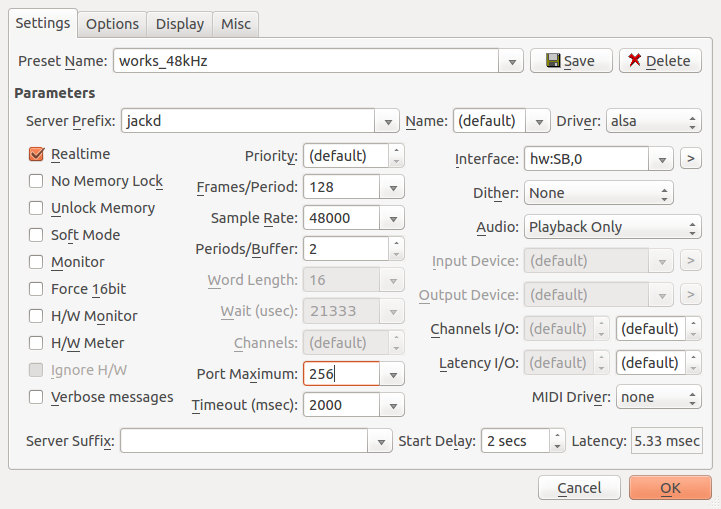 Settings Options Display Misc
Preset Name: works_48kHz Save Delete
Parameters
Server Prefix: jackd Name: (default) Driver: alsa
Realtime Priority: (default) Interface: hw:SB,0 >
No Memory Lock Frames/Period: 128 Dither: None
Unlock Memory Sample Rate: 48000 Audio: Playback Only
Soft Mode Periods/Buffer: 2 Input Device: (default) >
Monitor Word Length: 16 Output Device: (default) >
Force 16bit Wait (usec): 21333 Channels I/O: (default) (default)
H/W Monitor Channels: (default) Latency I/O: (default) (default)
H/W Meter Port Maximum: 256 MIDI Driver: none
Ignore H/W Timeout (msec): 2000
Verbose messages
Server Suffix: Start Delay: 2 secs Latency: 5.33 msec
Cancel OK